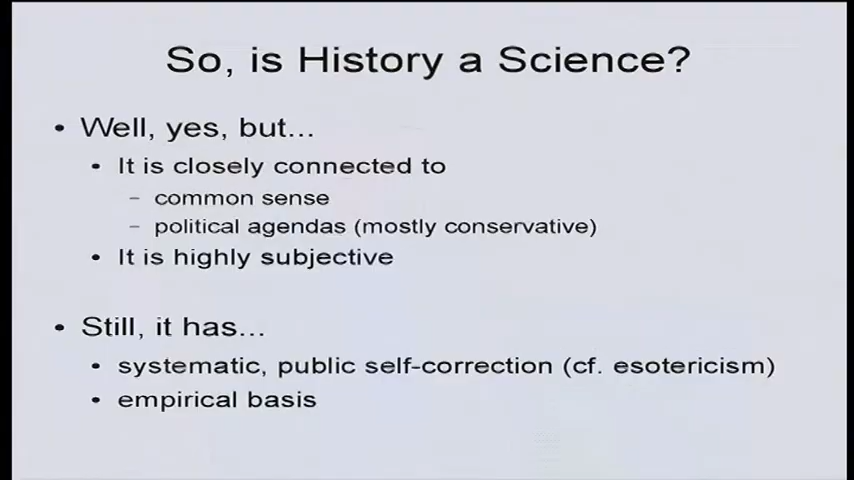 So, is History a Science?
• Well, yes, but...
• It is closely connected to
– common sense
– political agendas (mostly conservative)
• It is highly subjective
• Still, it has...
• systematic, public self-correction (cf. esotericism)
• empirical basis